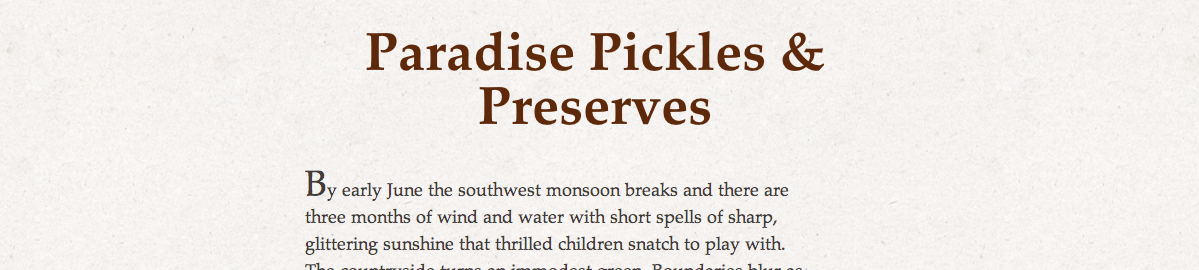 Paradise Pickles &
Preserves
By early June the southwest monsoon breaks and there are
three months of wind and water with short spells of sharp,
glittering sunshine that thrilled children snatch to play with.
The countryside turns an immodest green. Boundaries blur as